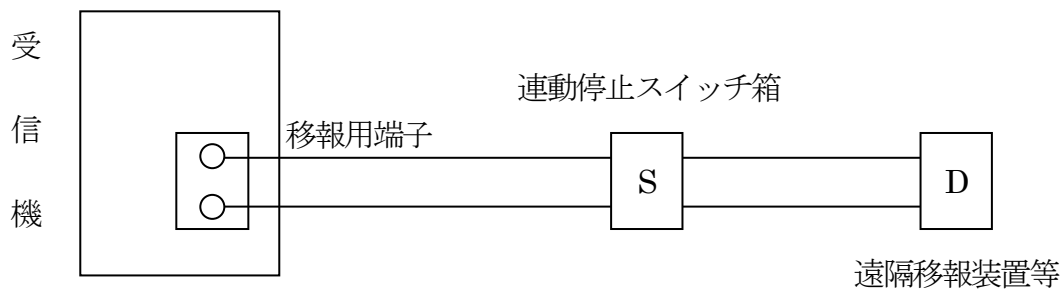 受信機
連動停止スイッチ箱
移報用端子
S
D
遠隔移報装置等